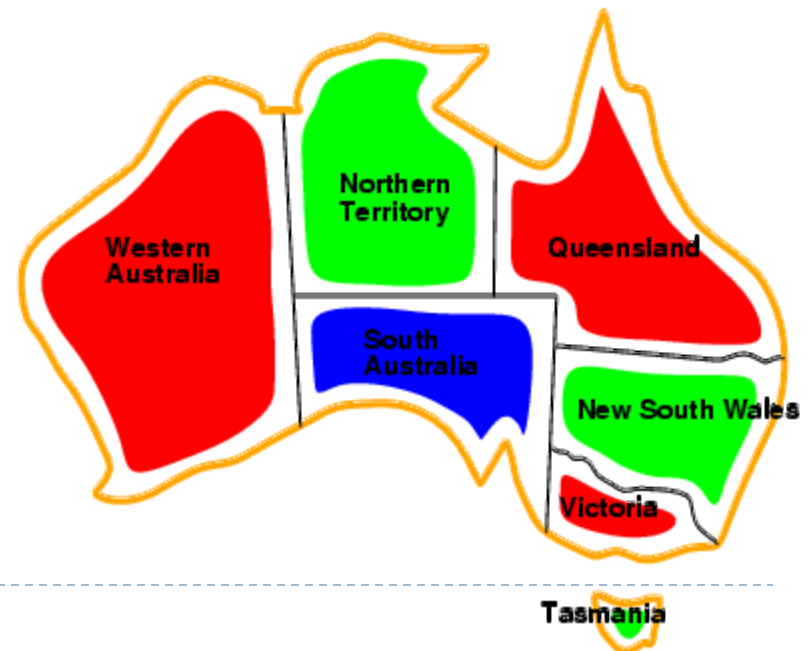 Northern
Territory
Western
Australia
Queensland
South
Australia
New South Wales
Victoria
Tasmania